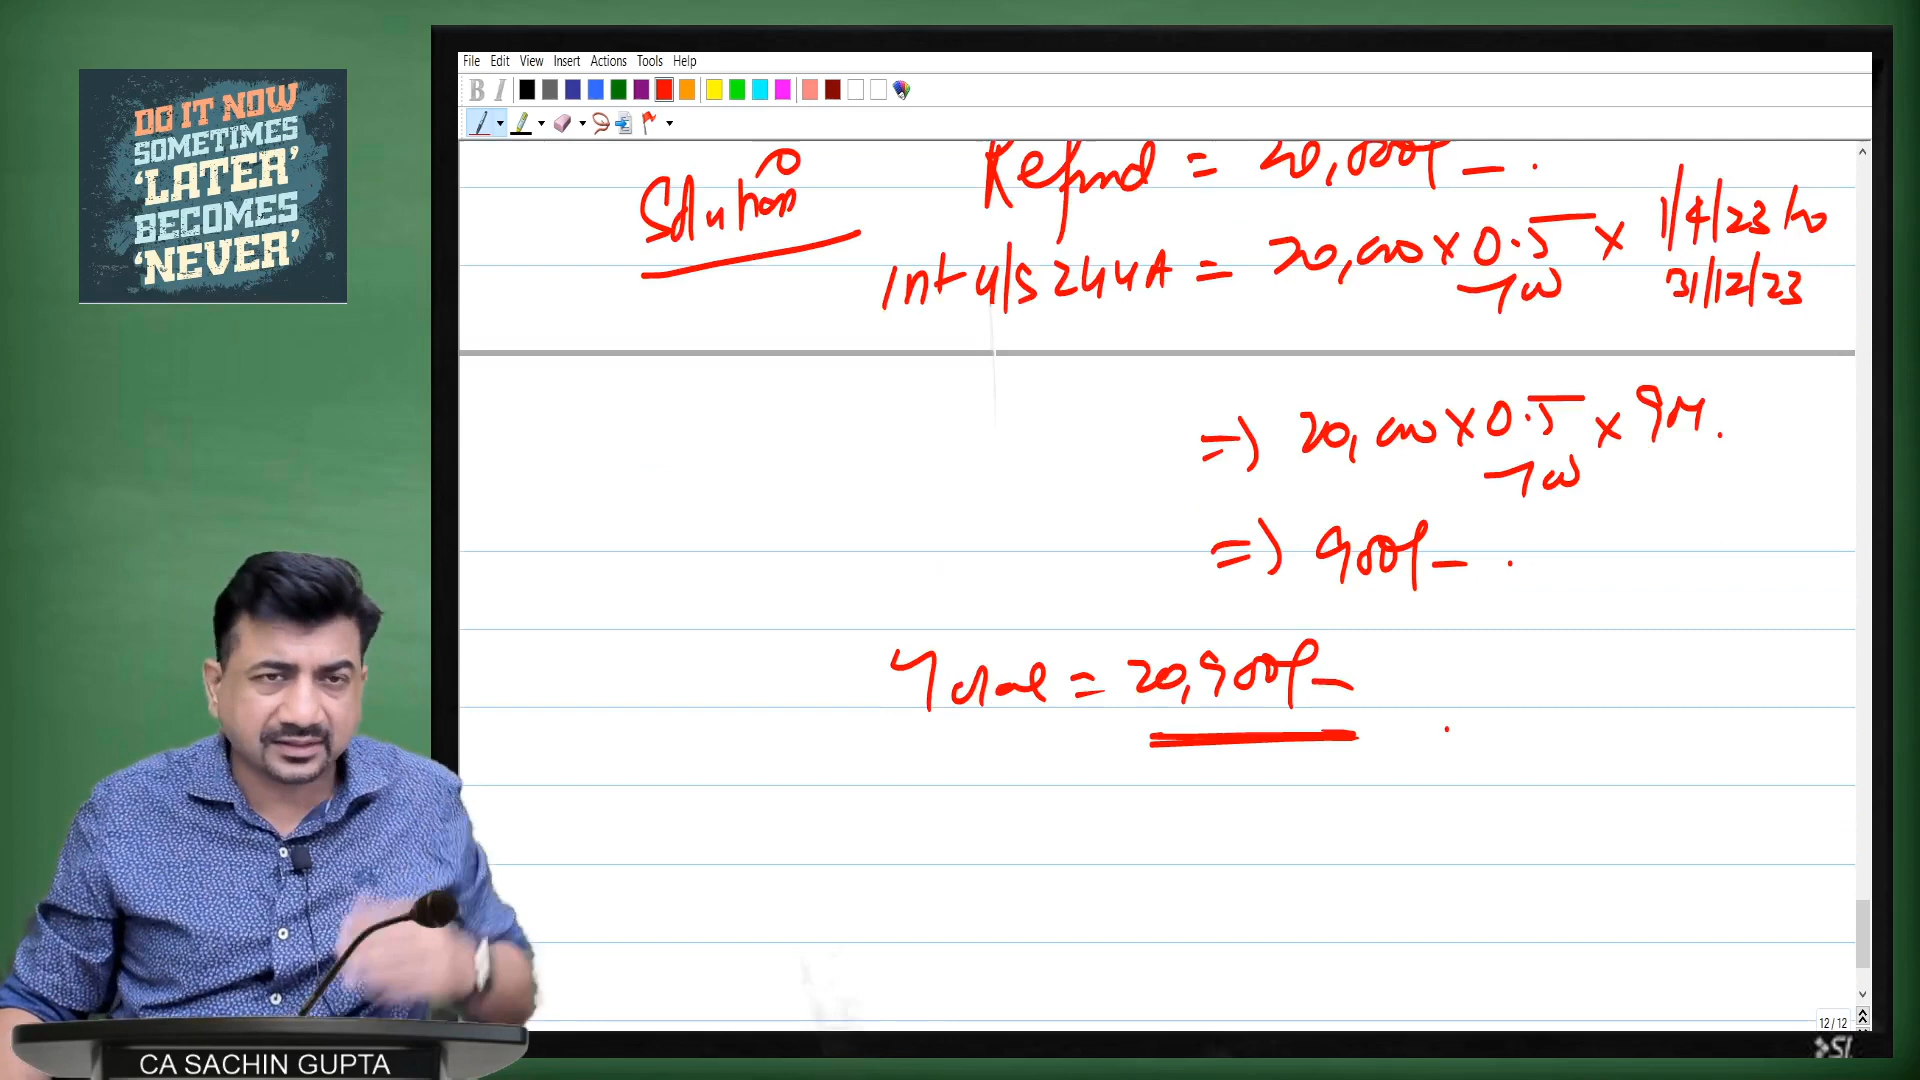 DO IT NOW
SOMETIMES
'LATER'
BECOMES
'NEVER'
File Edit View Insert Actions Tools Help
B I
Solution
Refund = 20,000/-.
Int u/s 244A = 20,000 × 0.5/100 × 1/4/23 to 31/12/23
=) 20,000 × 0.5/100 × 9M.
=) 900/-.
Total = 20,900/-
12/12
CA SACHIN GUPTA